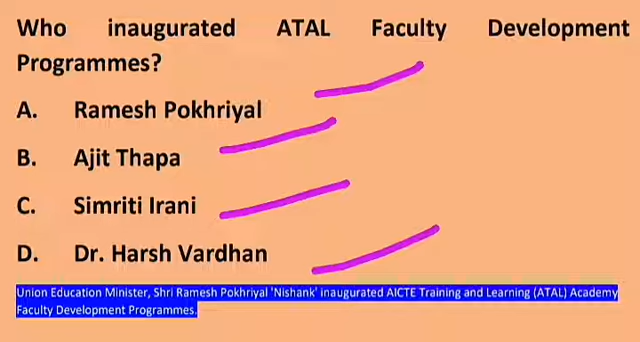 Who inaugurated ATAL Faculty Development
Programmes?
A. Ramesh Pokhriyal
B. Ajit Thapa
C. Simriti Irani
D. Dr. Harsh Vardhan
Union Education Minister, Shri Ramesh Pokhriyal 'Nishank' inaugurated AICTE Training and Learning (ATAL) Academy
Faculty Development Programmes.